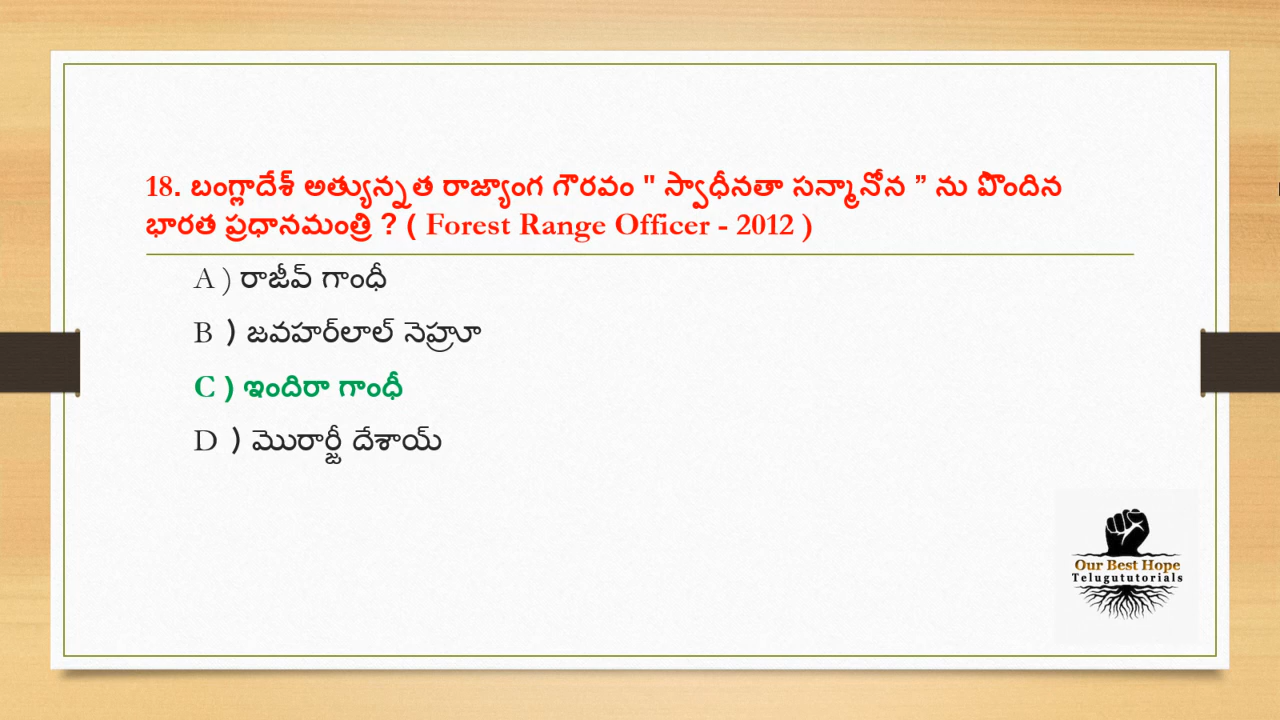 18. బంగ్లాదేశ్ అత్యున్నత రాజ్యాంగ గౌరవం " స్వాధీనతా సన్మానోన ” ను పొందిన
భారత ప్రధానమంత్రి ? ( Forest Range Officer - 2012 )
A ) రాజీవ్ గాంధీ
B ) జవహర్‌లాల్ నెహ్రూ
C ) ఇందిరా గాంధీ
D ) మొరార్జీ దేశాయ్
Our Best Hope
Telugututorials